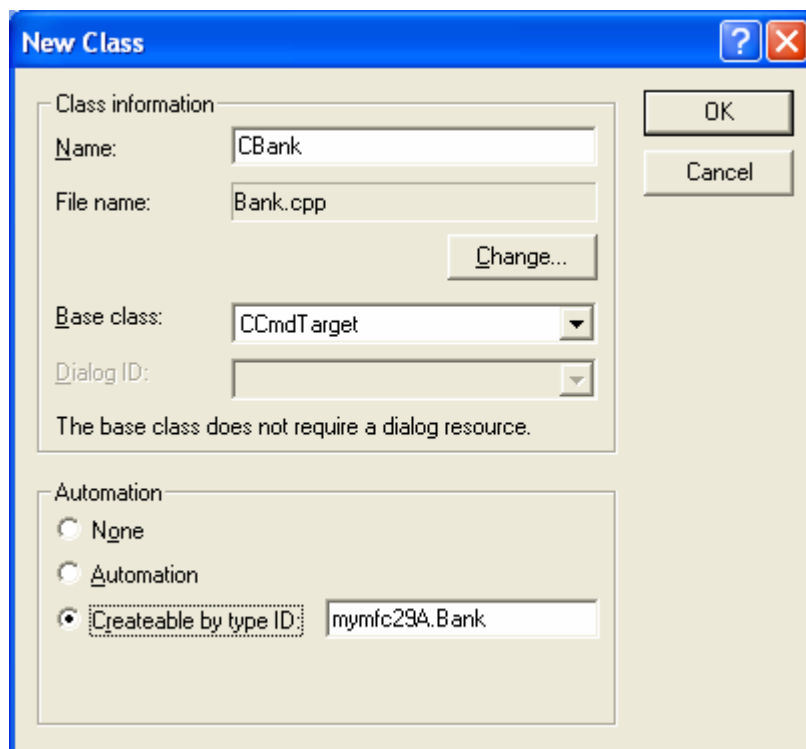 New Class
Class information
OK
Name:
CBank
Cancel
File name:
Bank.cpp
Change...
Base class:
CCmdTarget
Dialog ID:
The base class does not require a dialog resource.
Automation
None
Automation
Createable by type ID:
mymfc29A.Bank